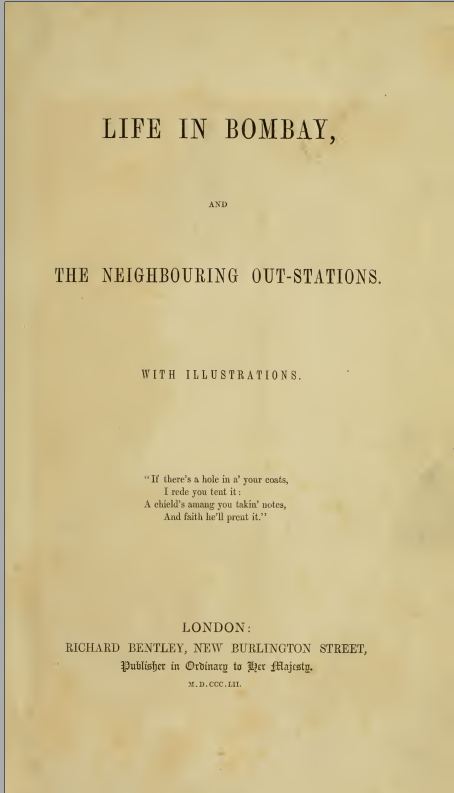 LIFE IN BOMBAY,
AND
THE NEIGHBOURING OUT-STATIONS.
WITH ILLUSTRATIONS.
"If there's a hole in a' your coats,
I rede you tent it:
A chield's amang you takin' notes,
And faith he'll prent it."
LONDON:
RICHARD BENTLEY, NEW BURLINGTON STREET,
Publisher in Ordinary to Her Majesty.
M.D.CCC.LII.